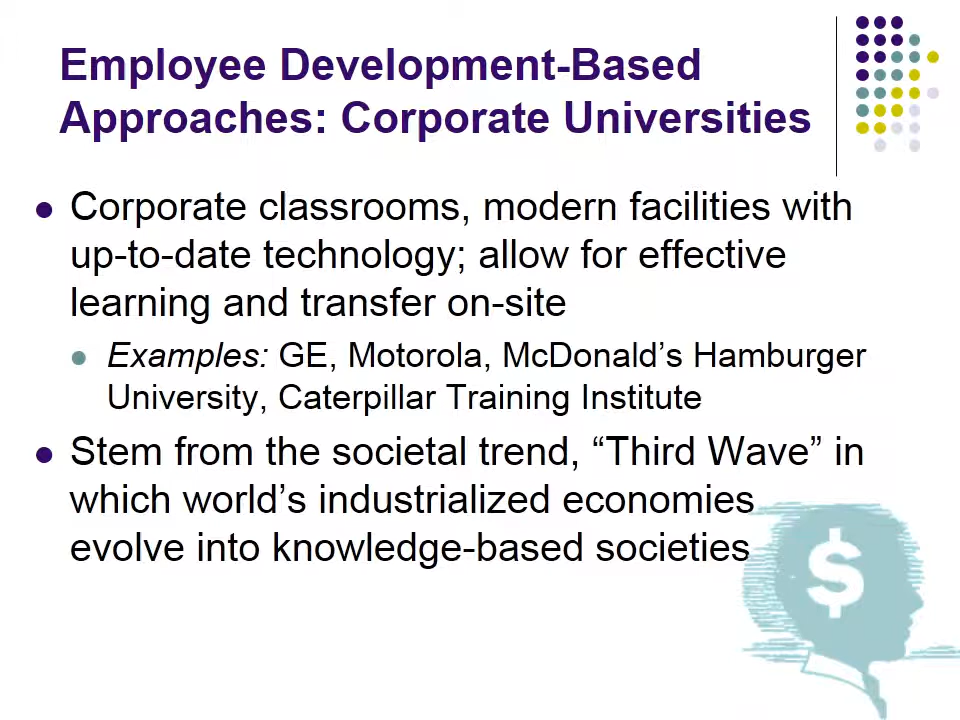 Employee Development-Based
Approaches: Corporate Universities
Corporate classrooms, modern facilities with
up-to-date technology; allow for effective
learning and transfer on-site
Examples: GE, Motorola, McDonald’s Hamburger
University, Caterpillar Training Institute
Stem from the societal trend, “Third Wave” in
which world’s industrialized economies
evolve into knowledge-based societies
$